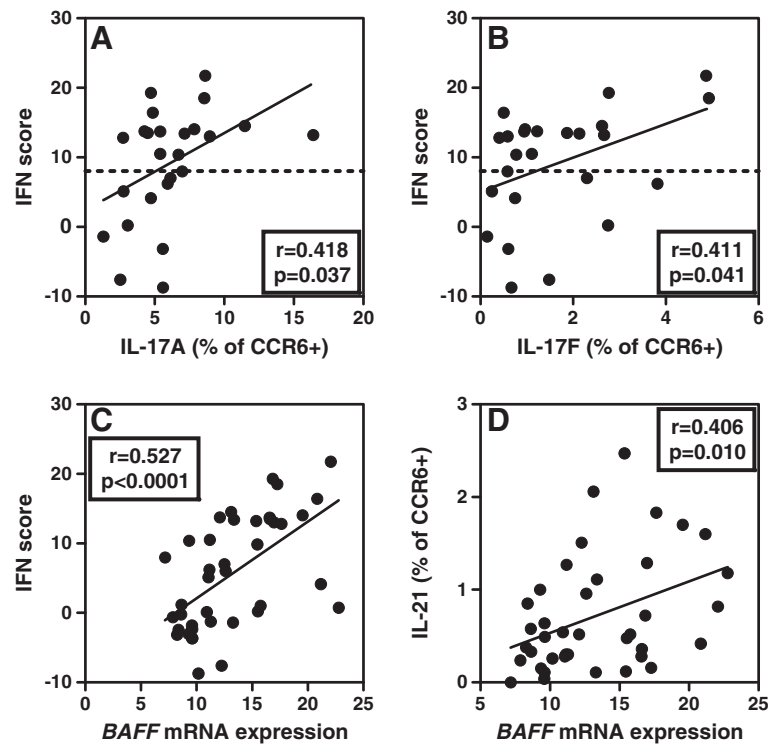 A
B
30
20
10
0
-10
IFN score
r=0.418
p=0.037
0 5 10 15 20
IL-17A (% of CCR6+)
30
20
10
0
-10
IFN score
r=0.411
p=0.041
0 2 4 6
IL-17F (% of CCR6+)
C
D
30
20
10
0
-10
IFN score
r=0.527
p<0.0001
0 5 10 15 20 25
BAFF mRNA expression
3
2
1
0
IL-21 (% of CCR6+)
r=0.406
p=0.010
5 10 15 20 25
BAFF mRNA expression